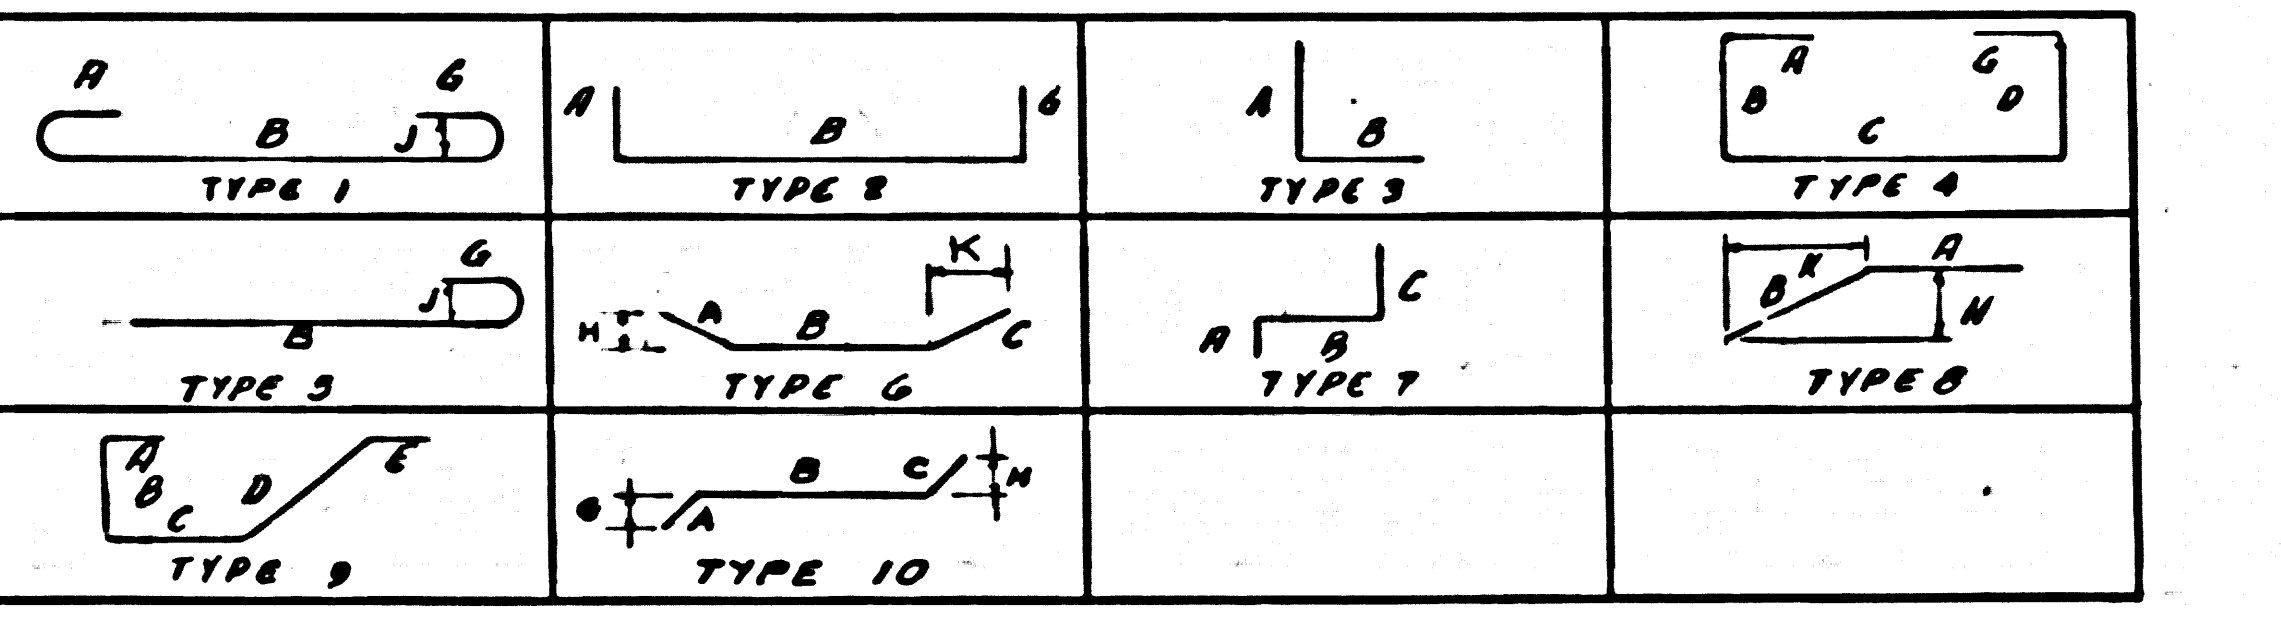 A G
B J
TYPE 1
A B G
TYPE 2
A B
TYPE 3
A G
B D
C
TYPE 4
G
J
B
TYPE 5
K
H A B C
TYPE 6
C
A B
TYPE 7
A
K
B H
TYPE 8
A E
B D
C
TYPE 9
B C H
G A
TYPE 10